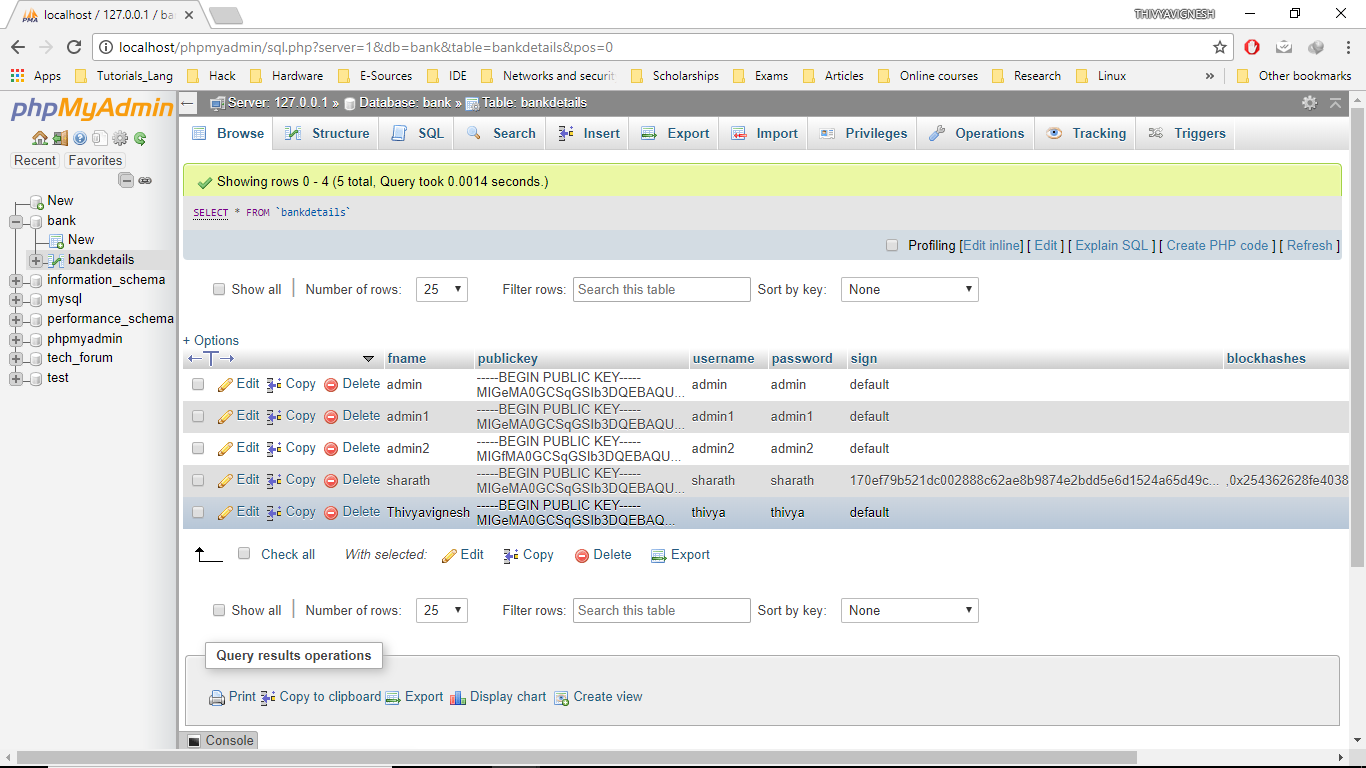 localhost / 127.0.0.1 / ba
THIVYAVIGNESH
localhost/phpmyadmin/sql.php?server=1&db=bank&table=bankdetails&pos=0
Apps Tutorials_Lang Hack Hardware E-Sources IDE Networks and securit Scholarships Exams Articles Online courses Research Linux » Other bookmarks
phpMyAdmin
Recent Favorites
New
bank
New
bankdetails
information_schema
mysql
performance_schema
phpmyadmin
tech_forum
test
Server: 127.0.0.1 » Database: bank » Table: bankdetails
Browse Structure SQL Search Insert Export Import Privileges Operations Tracking Triggers
Showing rows 0 - 4 (5 total, Query took 0.0014 seconds.)
SELECT * FROM `bankdetails`
Profiling [Edit inline] [ Edit ] [ Explain SQL ] [ Create PHP code ] [ Refresh ]
Show all | Number of rows: 25 Filter rows: Search this table Sort by key: None
+ Options
fname publickey username password sign blockhashes
Edit Copy Delete admin -----BEGIN PUBLIC KEY----- admin admin default
MIGeMA0GCSqGSIb3DQEBAQU...
Edit Copy Delete admin1 -----BEGIN PUBLIC KEY----- admin1 admin1 default
MIGeMA0GCSqGSIb3DQEBAQU...
Edit Copy Delete admin2 -----BEGIN PUBLIC KEY----- admin2 admin2 default
MIGfMA0GCSqGSIb3DQEBAQU...
Edit Copy Delete sharath -----BEGIN PUBLIC KEY----- sharath sharath 170ef79b521dc002888c62ae8b9874e2bdd5e6d1524a65d49c... ,0x254362628fe4038
MIGeMA0GCSqGSIb3DQEBAQU...
Edit Copy Delete Thivyavignesh -----BEGIN PUBLIC KEY----- thivya thivya default
MIGeMA0GCSqGSIb3DQEBAQ...
Check all With selected: Edit Copy Delete Export
Show all | Number of rows: 25 Filter rows: Search this table Sort by key: None
Query results operations
Print Copy to clipboard Export Display chart Create view
Console